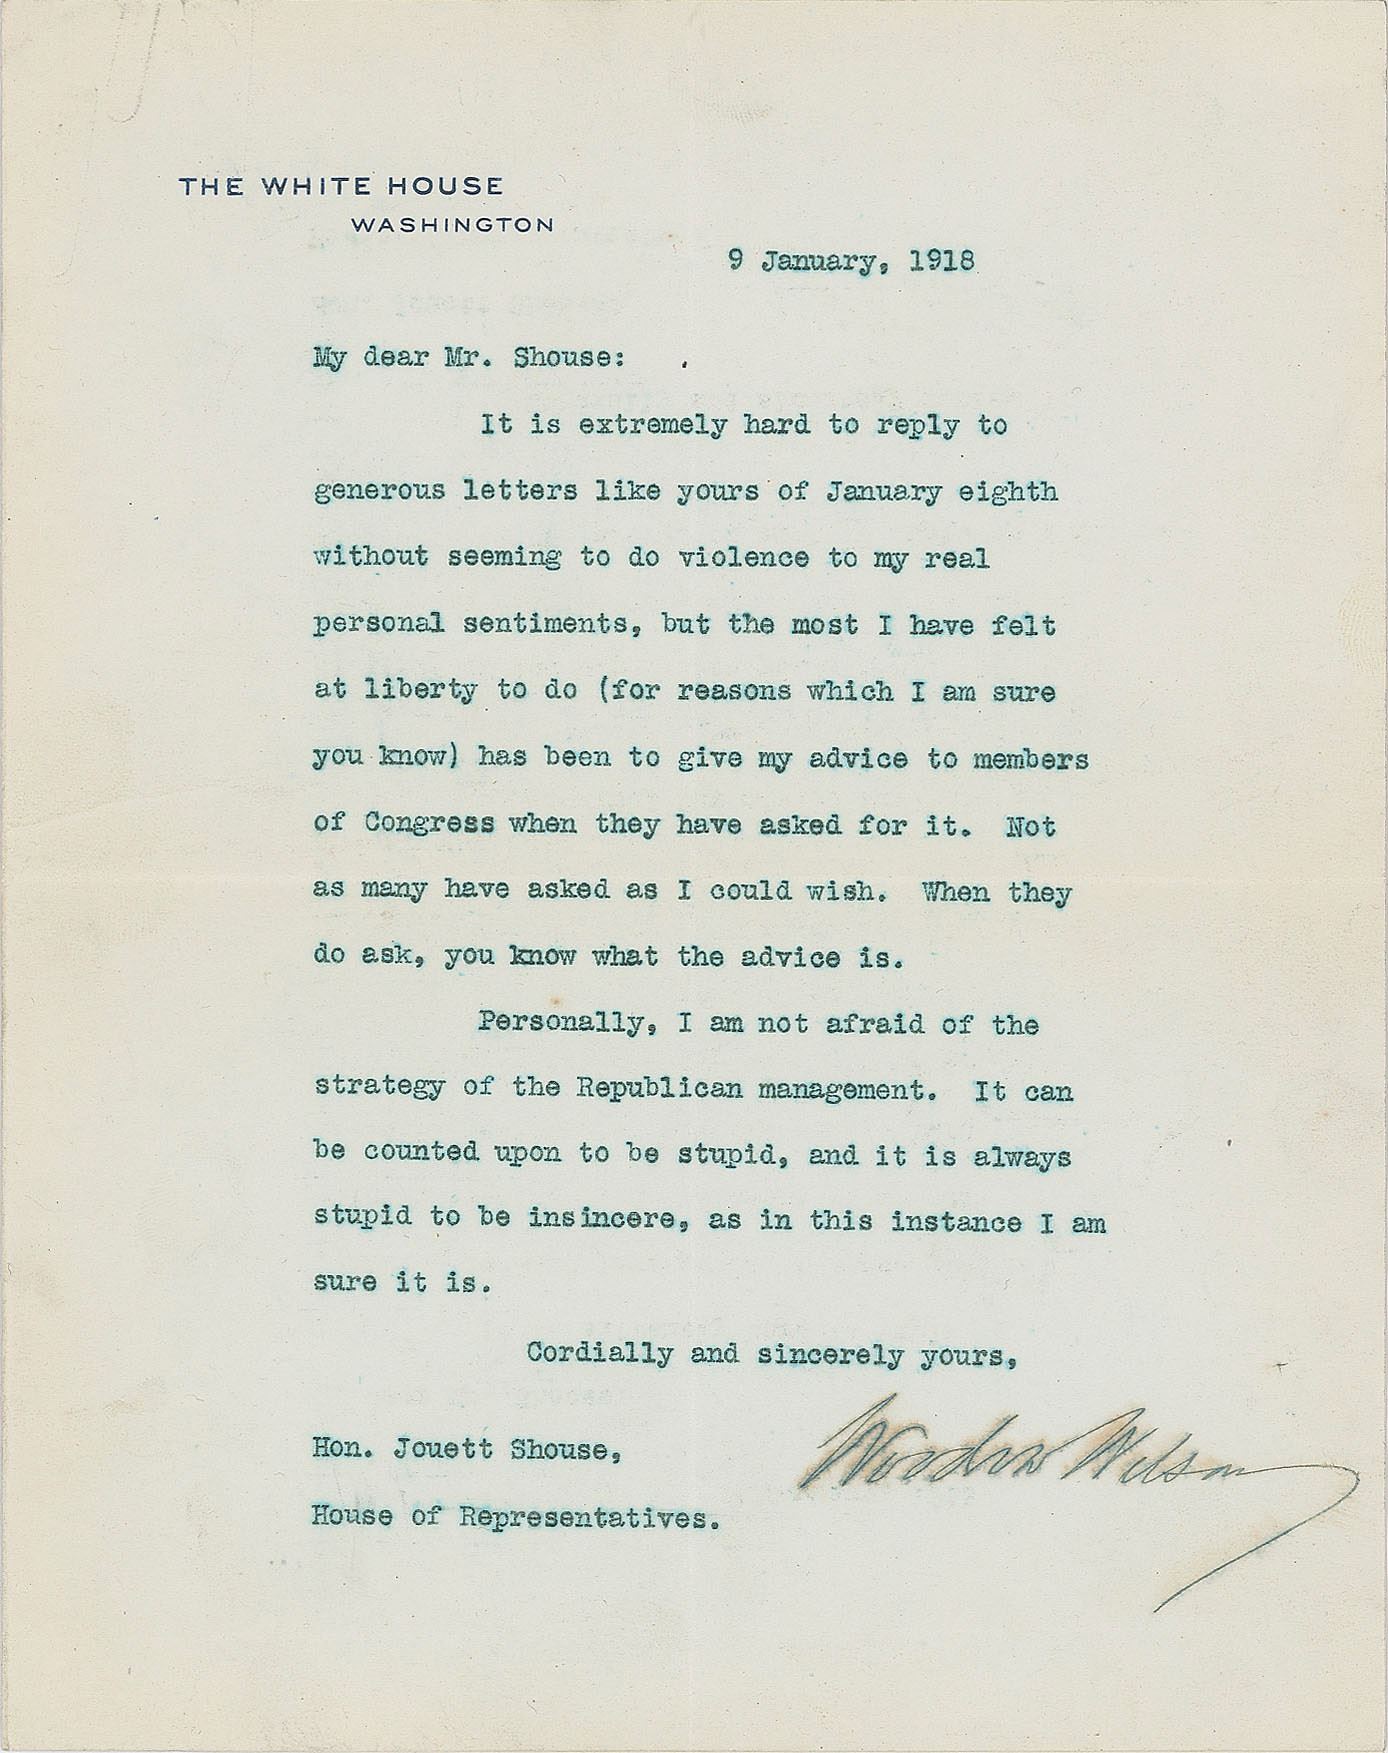 THE WHITE HOUSE
WASHINGTON
9 January, 1918
My dear Mr. Shouse:
It is extremely hard to reply to
generous letters like yours of January eighth
without seeming to do violence to my real
personal sentiments, but the most I have felt
at liberty to do (for reasons which I am sure
you know) has been to give my advice to members
of Congress when they have asked for it. Not
as many have asked as I could wish. When they
do ask, you know what the advice is.
Personally, I am not afraid of the
strategy of the Republican management. It can
be counted upon to be stupid, and it is always
stupid to be insincere, as in this instance I am
sure it is.
Cordially and sincerely yours,
Woodrow Wilson
Hon. Jouett Shouse,
House of Representatives.